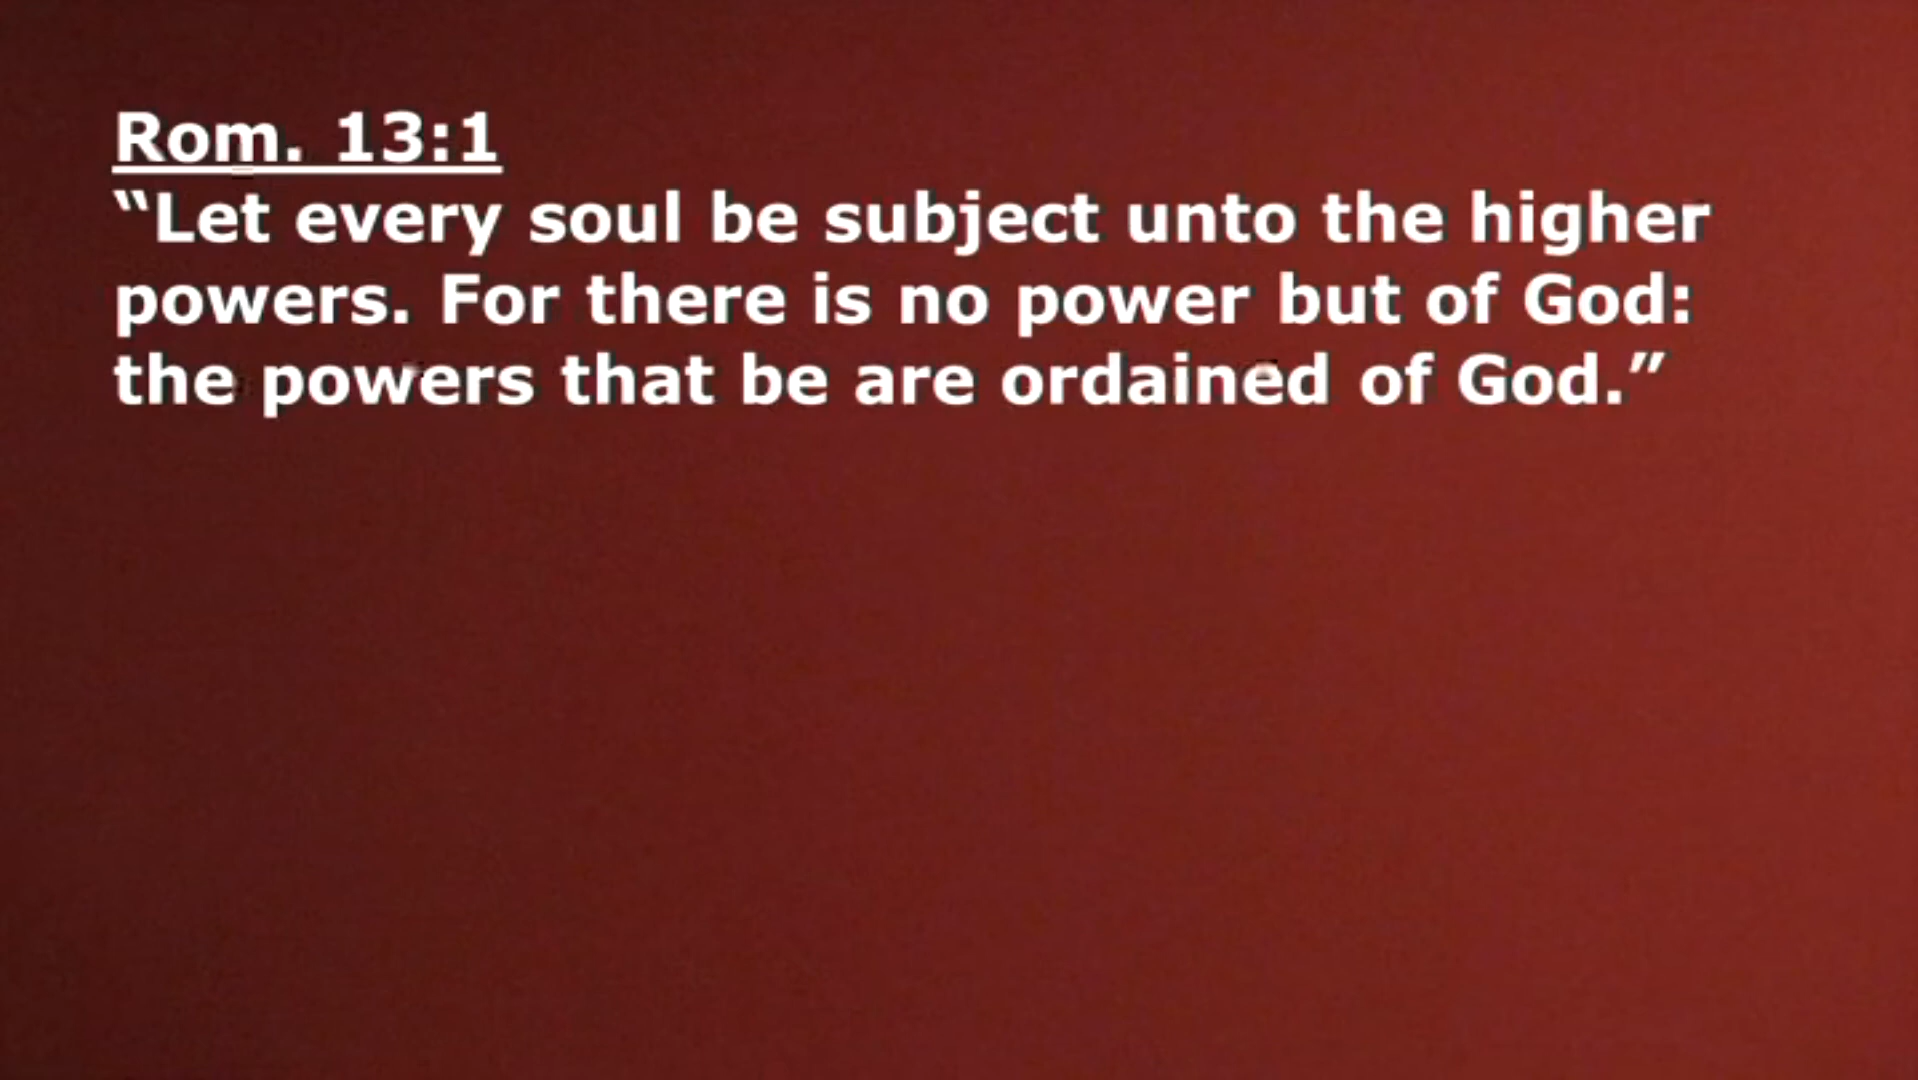 Rom. 13:1
“Let every soul be subject unto the higher
powers. For there is no power but of God:
the powers that be are ordained of God.”